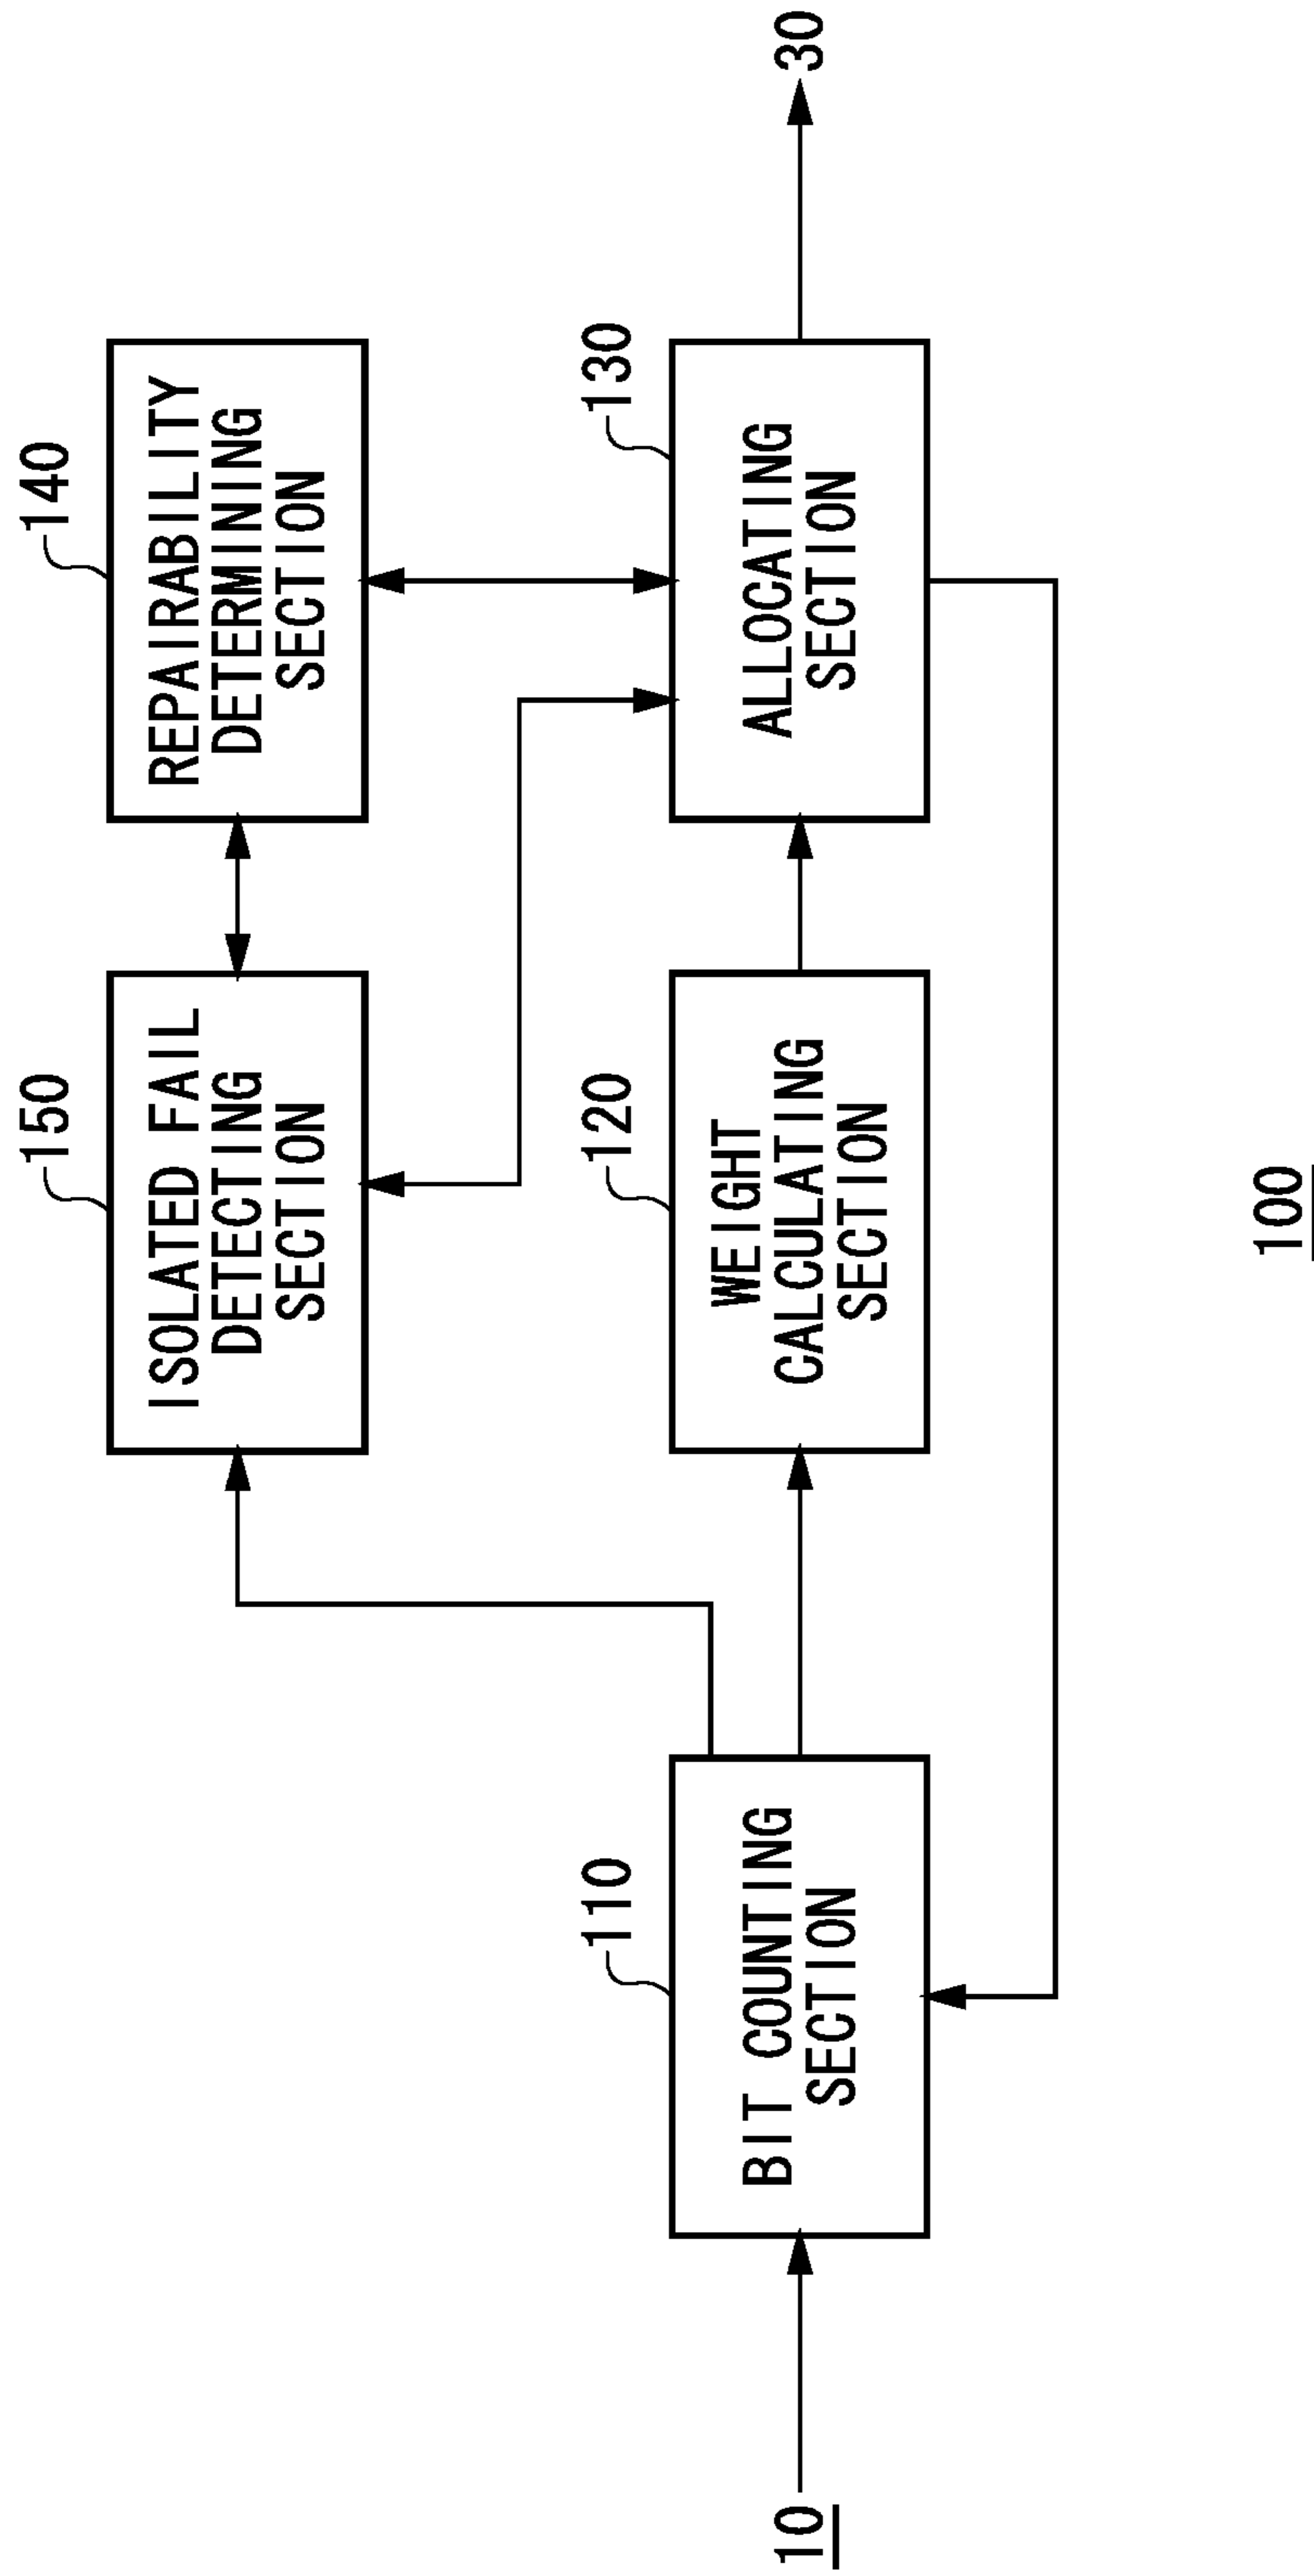 150
ISOLATED FAIL
DETECTING
SECTION
140
REPAIRABILITY
DETERMINING
SECTION
10
110
BIT COUNTING
SECTION
120
WEIGHT
CALCULATING
SECTION
130
ALLOCATING
SECTION
30
100